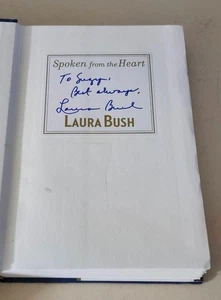 Spoken from the Heart
To Suzy,
Best always,
Laura Bush
LAURA BUSH